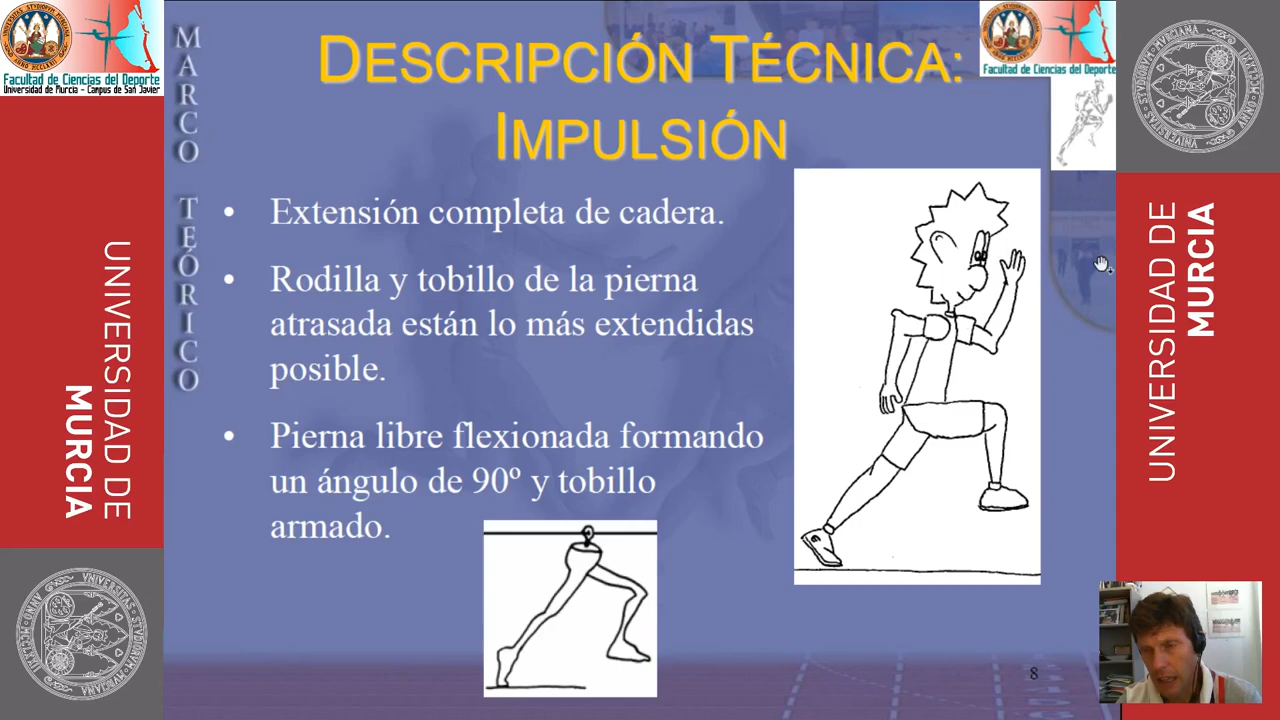 Facultad de Ciencias del Deporte
Universidad de Murcia - Campus de San Javier
UNIVERSIDAD DE
MURCIA
MARCO TEÓRICO
DESCRIPCIÓN TÉCNICA:
IMPULSIÓN
• Extensión completa de cadera.
• Rodilla y tobillo de la pierna
atrasada están lo más extendidas
posible.
• Pierna libre flexionada formando
un ángulo de 90º y tobillo
armado.
8
Facultad de Ciencias del Deporte
UNIVERSIDAD DE
MURCIA